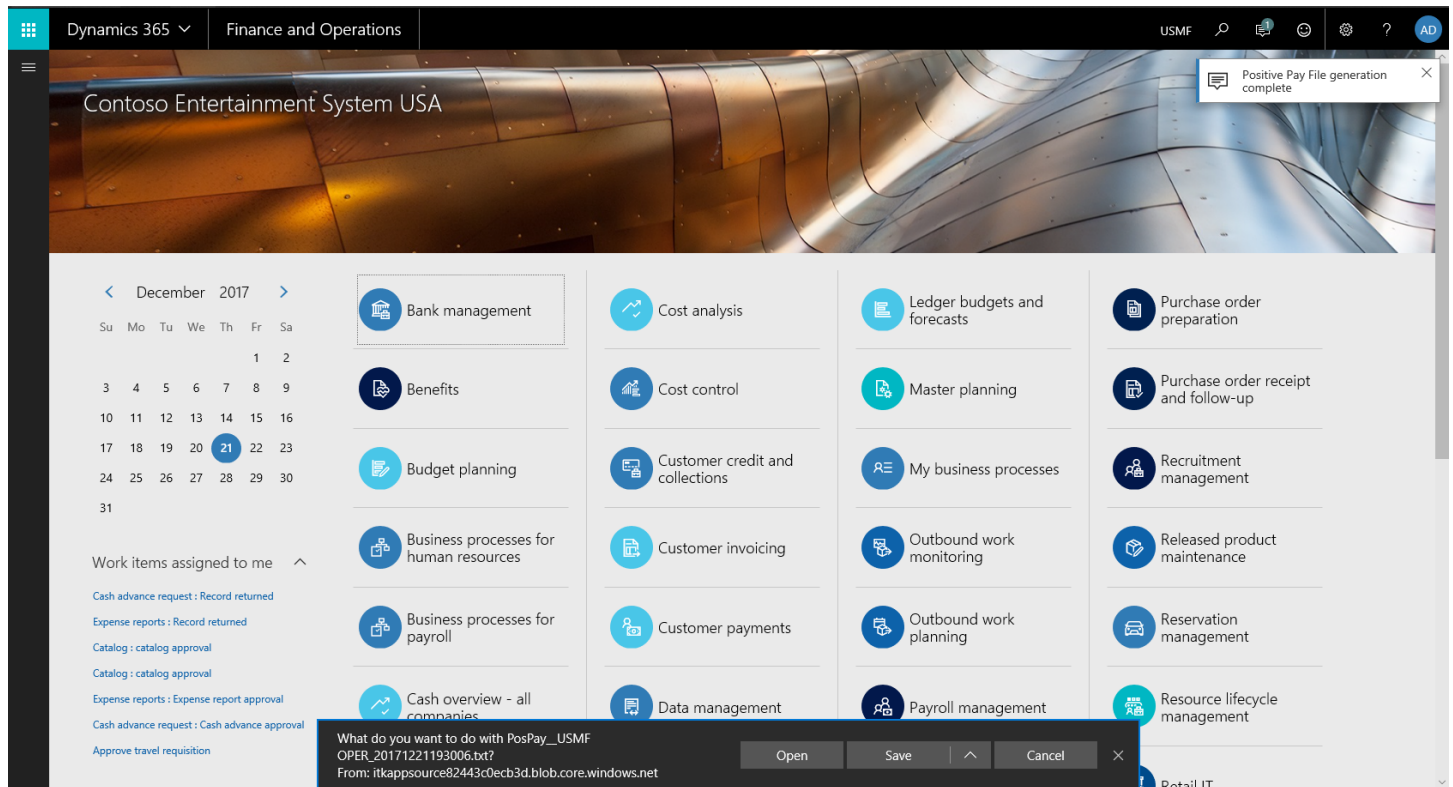 Dynamics 365
Finance and Operations
USMF
1
?
AD
Positive Pay File generation
complete
Contoso Entertainment System USA
December 2017
Su Mo Tu We Th Fr Sa
1 2
3 4 5 6 7 8 9
10 11 12 13 14 15 16
17 18 19 20 21 22 23
24 25 26 27 28 29 30
31
Work items assigned to me
Cash advance request : Record returned
Expense reports : Record returned
Catalog : catalog approval
Catalog : catalog approval
Expense reports : Expense report approval
Cash advance request : Cash advance approval
Approve travel requisition
Bank management
Benefits
Budget planning
Business processes for
human resources
Business processes for
payroll
Cash overview - all
companies
Cost analysis
Cost control
Customer credit and
collections
Customer invoicing
Customer payments
Data management
Ledger budgets and
forecasts
Master planning
My business processes
Outbound work
monitoring
Outbound work
planning
Payroll management
Purchase order
preparation
Purchase order receipt
and follow-up
Recruitment
management
Released product
maintenance
Reservation
management
Resource lifecycle
management
Retail IT
What do you want to do with PosPay__USMF
OPER_20171221193006.txt?
From: itkappsource82443c0ecb3d.blob.core.windows.net
Open
Save
Cancel